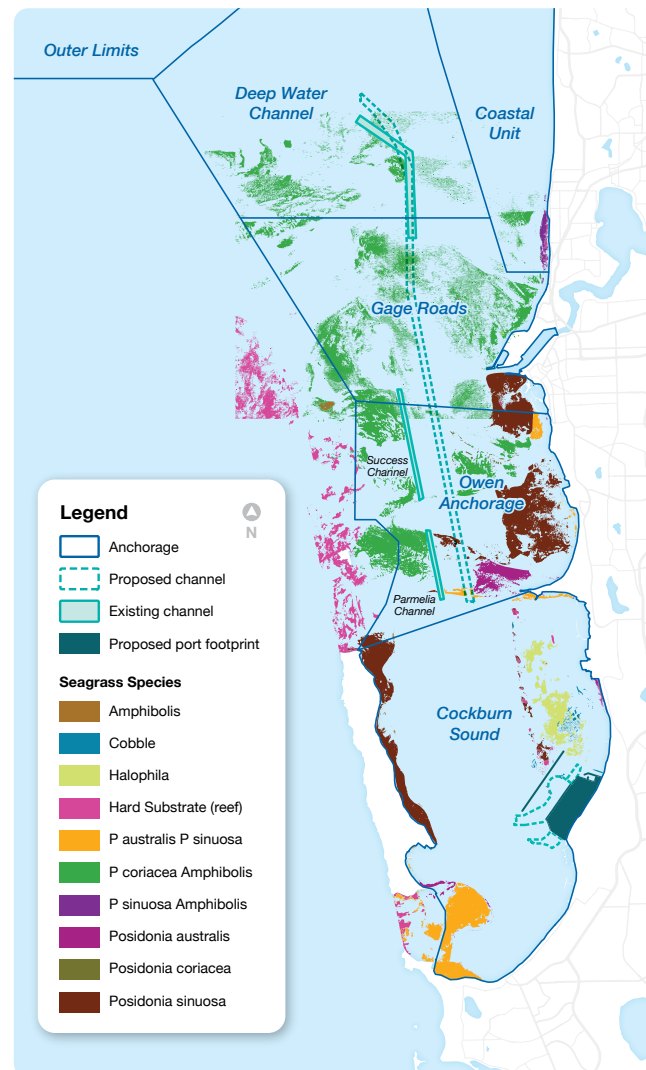 Outer Limits
Deep Water
Channel
Coastal
Unit
Gage Roads
Success
Channel
Owen
Anchorage
Parmelia
Channel
Cockburn
Sound
Legend
N
Anchorage
Proposed channel
Existing channel
Proposed port footprint
Seagrass Species
Amphibolis
Cobble
Halophila
Hard Substrate (reef)
P australis P sinuosa
P coriacea Amphibolis
P sinuosa Amphibolis
Posidonia australis
Posidonia coriacea
Posidonia sinuosa